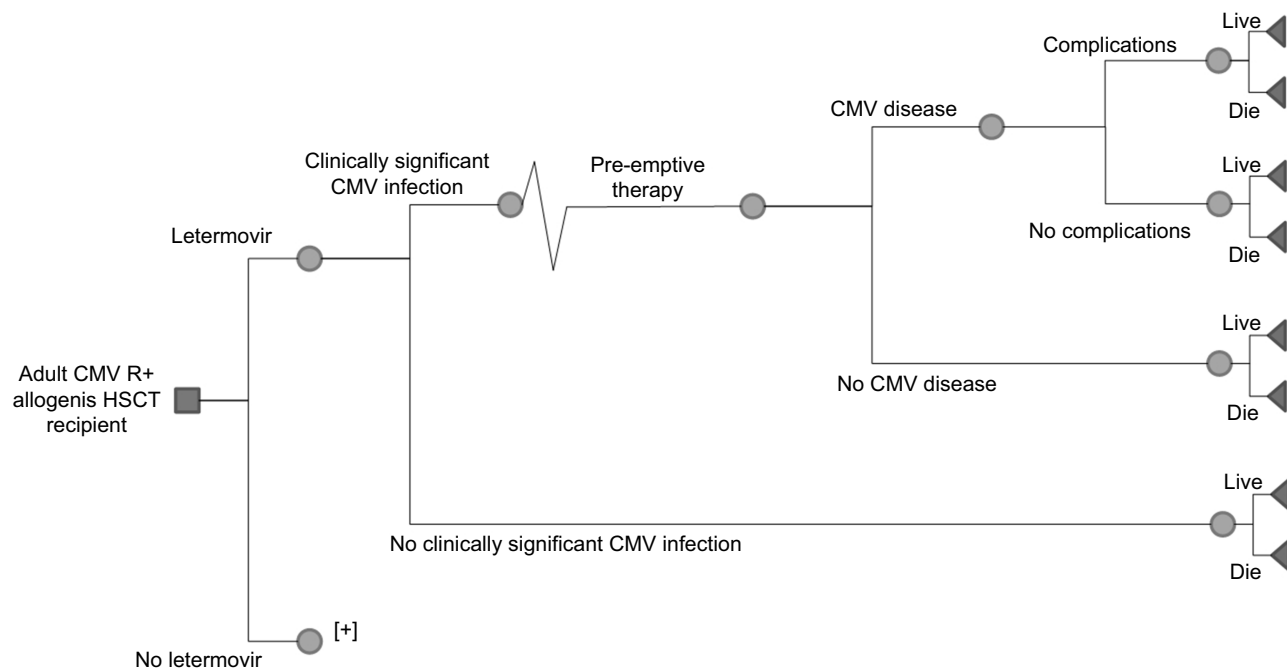 Live
Complications
Die
CMV disease
Clinically significant
CMV infection
Pre-emptive
therapy
Live
No complications
Die
Letermovir
Live
Adult CMV R+
allogenis HSCT
recipient
No CMV disease
Die
Live
No clinically significant CMV infection
Die
[+]
No letermovir